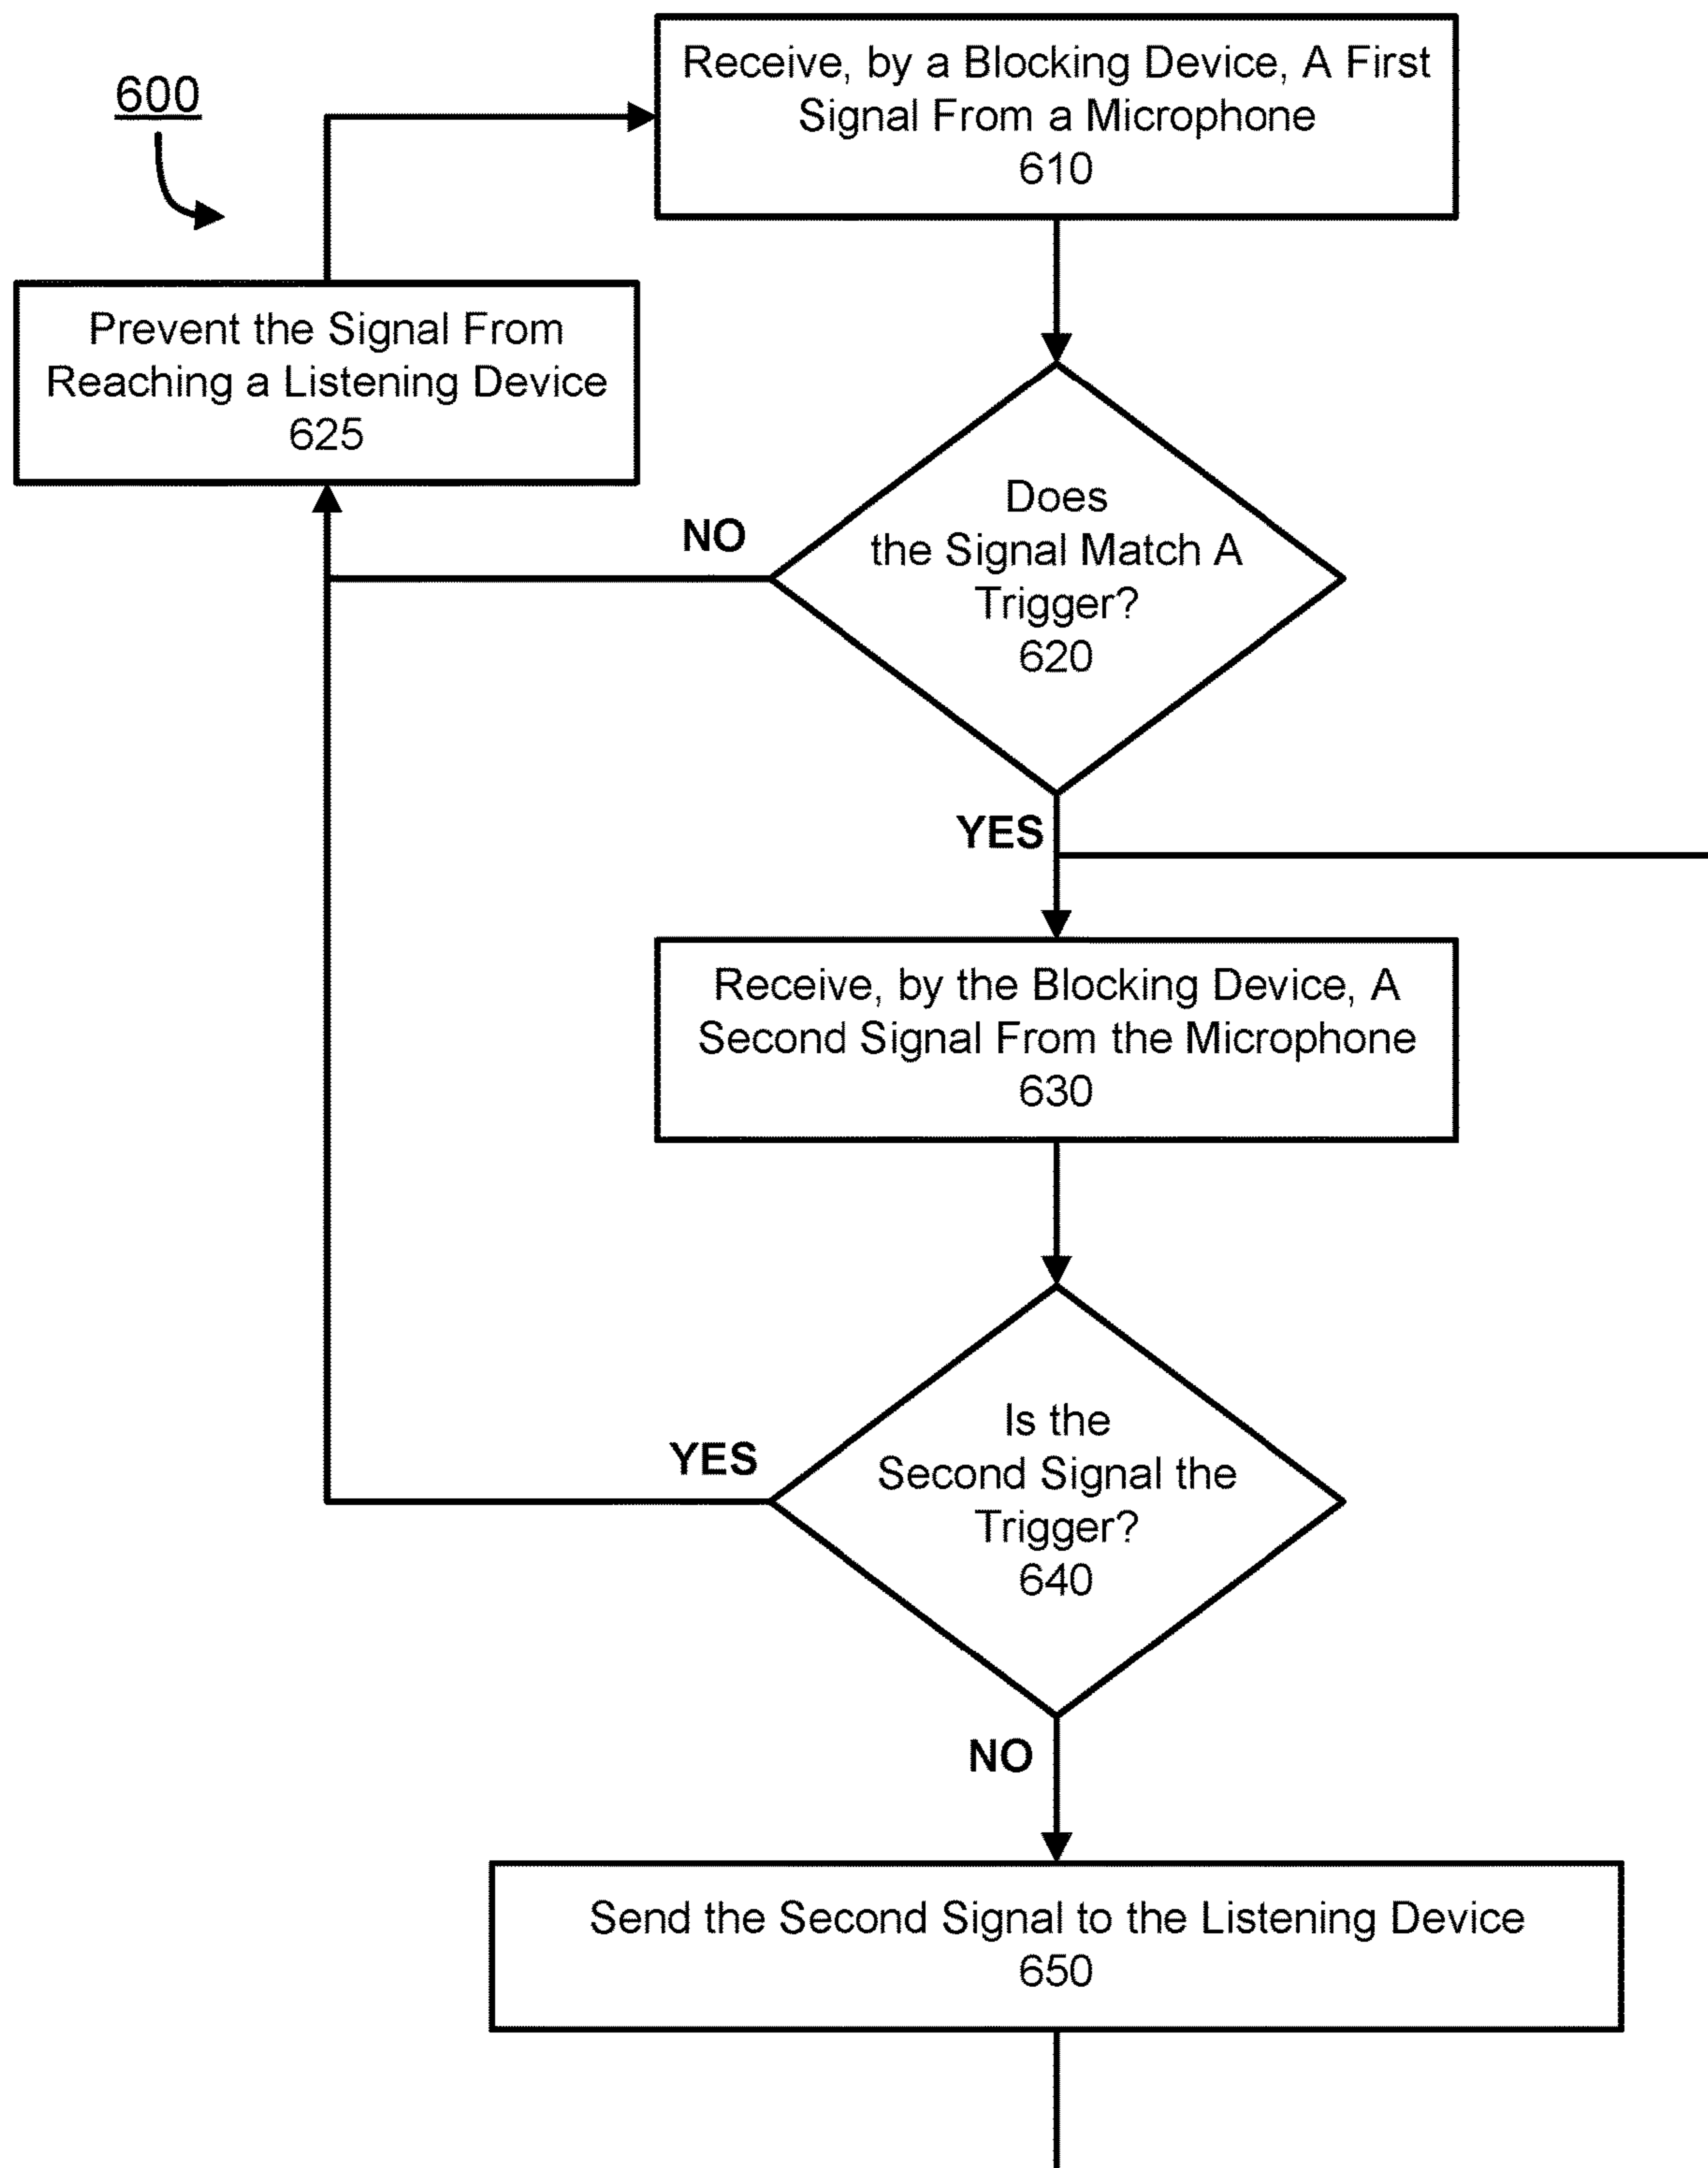 600
Receive, by a Blocking Device, A First
Signal From a Microphone
610
Prevent the Signal From
Reaching a Listening Device
625
Does
the Signal Match A
Trigger?
620
NO
YES
Receive, by the Blocking Device, A
Second Signal From the Microphone
630
Is the
Second Signal the
Trigger?
640
YES
NO
Send the Second Signal to the Listening Device
650